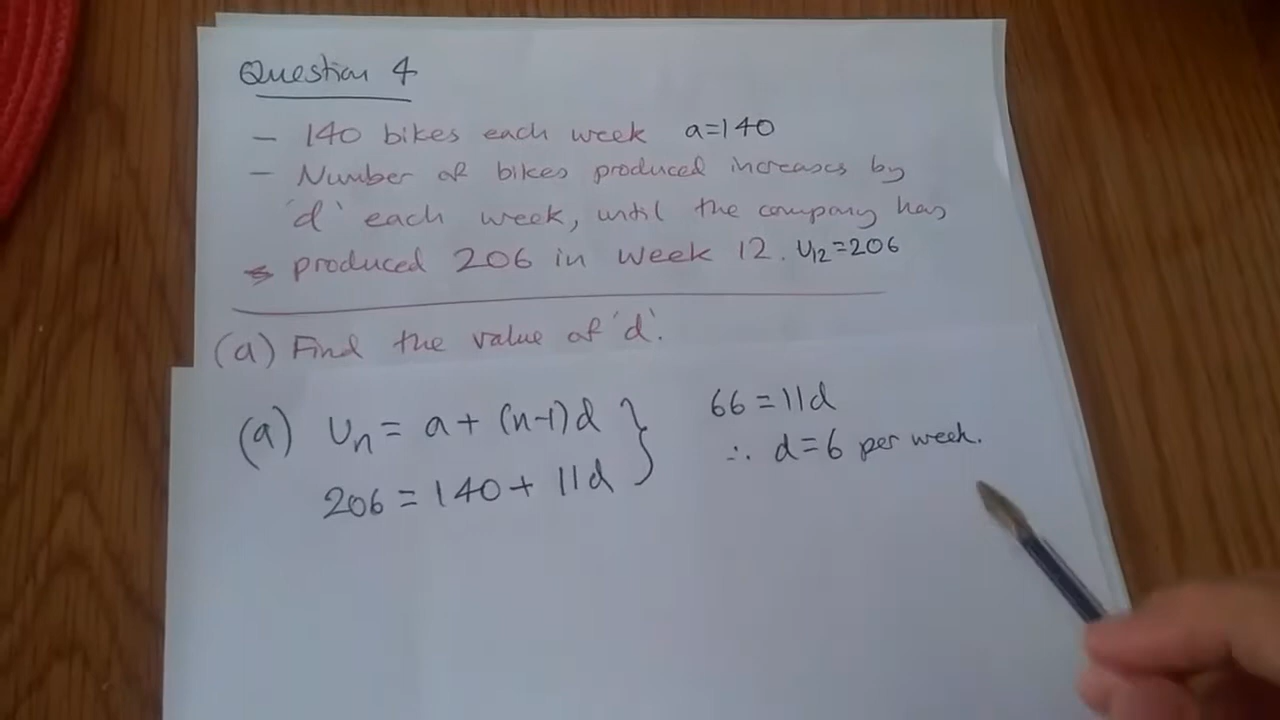 Question 4
- 140 bikes each week a=140
- Number of bikes produced increases by
'd' each week, until the company has
produced 206 in week 12. U12=206
(a) Find the value of 'd'.
(a) Un = a + (n-1)d }
206 = 140 + 11d
66 = 11d
∴ d=6 per week.